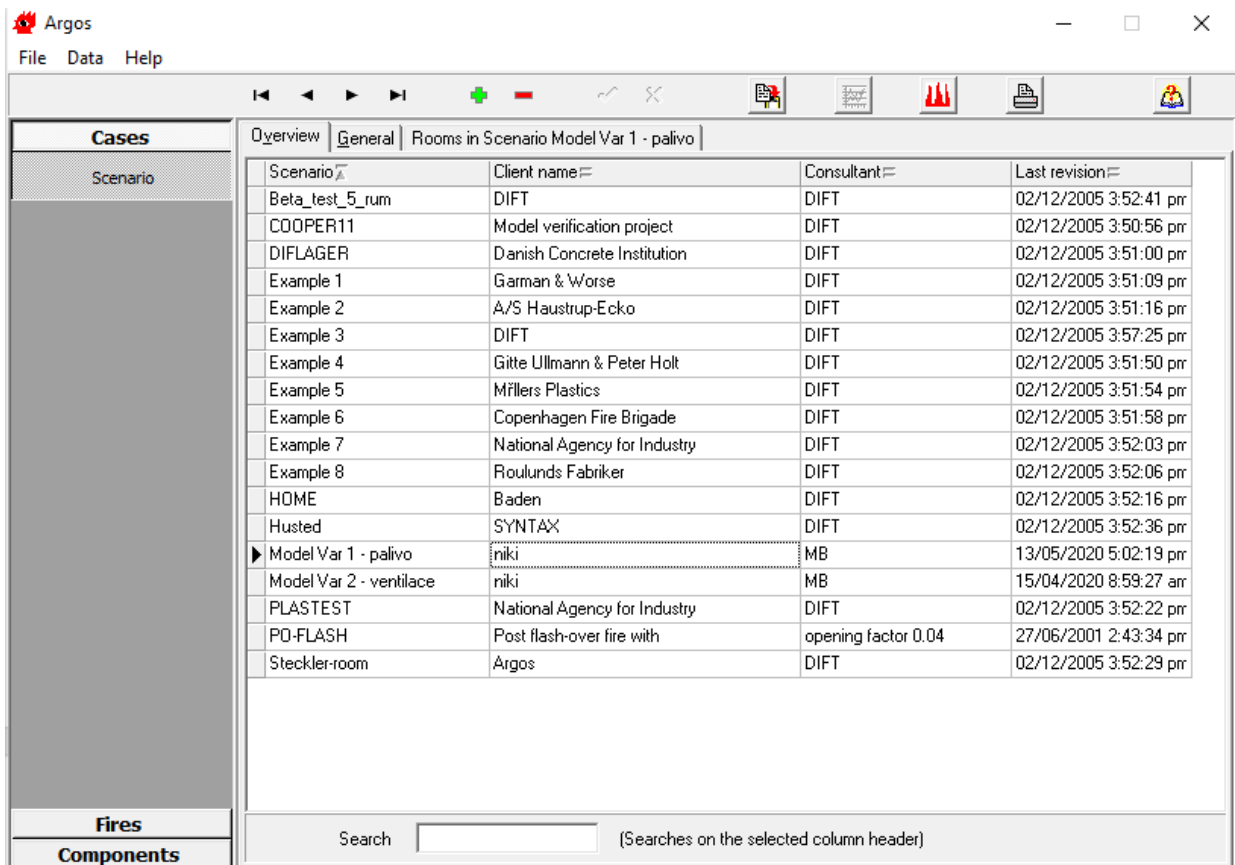 Argos
File Data Help
Cases
Scenario
Fires
Components
Overview General Rooms in Scenario Model Var 1 - palivo
Scenario Client name Consultant Last revision
Beta_test_5_rum DIFT DIFT 02/12/2005 3:52:41 pm
COOPER11 Model verification project DIFT 02/12/2005 3:50:56 pm
DIFLAGER Danish Concrete Institution DIFT 02/12/2005 3:51:00 pm
Example 1 Garman & Worse DIFT 02/12/2005 3:51:09 pm
Example 2 A/S Haustrup-Ecko DIFT 02/12/2005 3:51:16 pm
Example 3 DIFT DIFT 02/12/2005 3:57:25 pm
Example 4 Gitte Ullmann & Peter Holt DIFT 02/12/2005 3:51:50 pm
Example 5 Mřllers Plastics DIFT 02/12/2005 3:51:54 pm
Example 6 Copenhagen Fire Brigade DIFT 02/12/2005 3:51:58 pm
Example 7 National Agency for Industry DIFT 02/12/2005 3:52:03 pm
Example 8 Roulunds Fabriker DIFT 02/12/2005 3:52:06 pm
HOME Baden DIFT 02/12/2005 3:52:16 pm
Husted SYNTAX DIFT 02/12/2005 3:52:36 pm
Model Var 1 - palivo niki MB 13/05/2020 5:02:19 pm
Model Var 2 - ventilace niki MB 15/04/2020 8:59:27 am
PLASTEST National Agency for Industry DIFT 02/12/2005 3:52:22 pm
PO-FLASH Post flash-over fire with opening factor 0.04 27/06/2001 2:43:34 pm
Steckler-room Argos DIFT 02/12/2005 3:52:29 pm
Search (Searches on the selected column header)